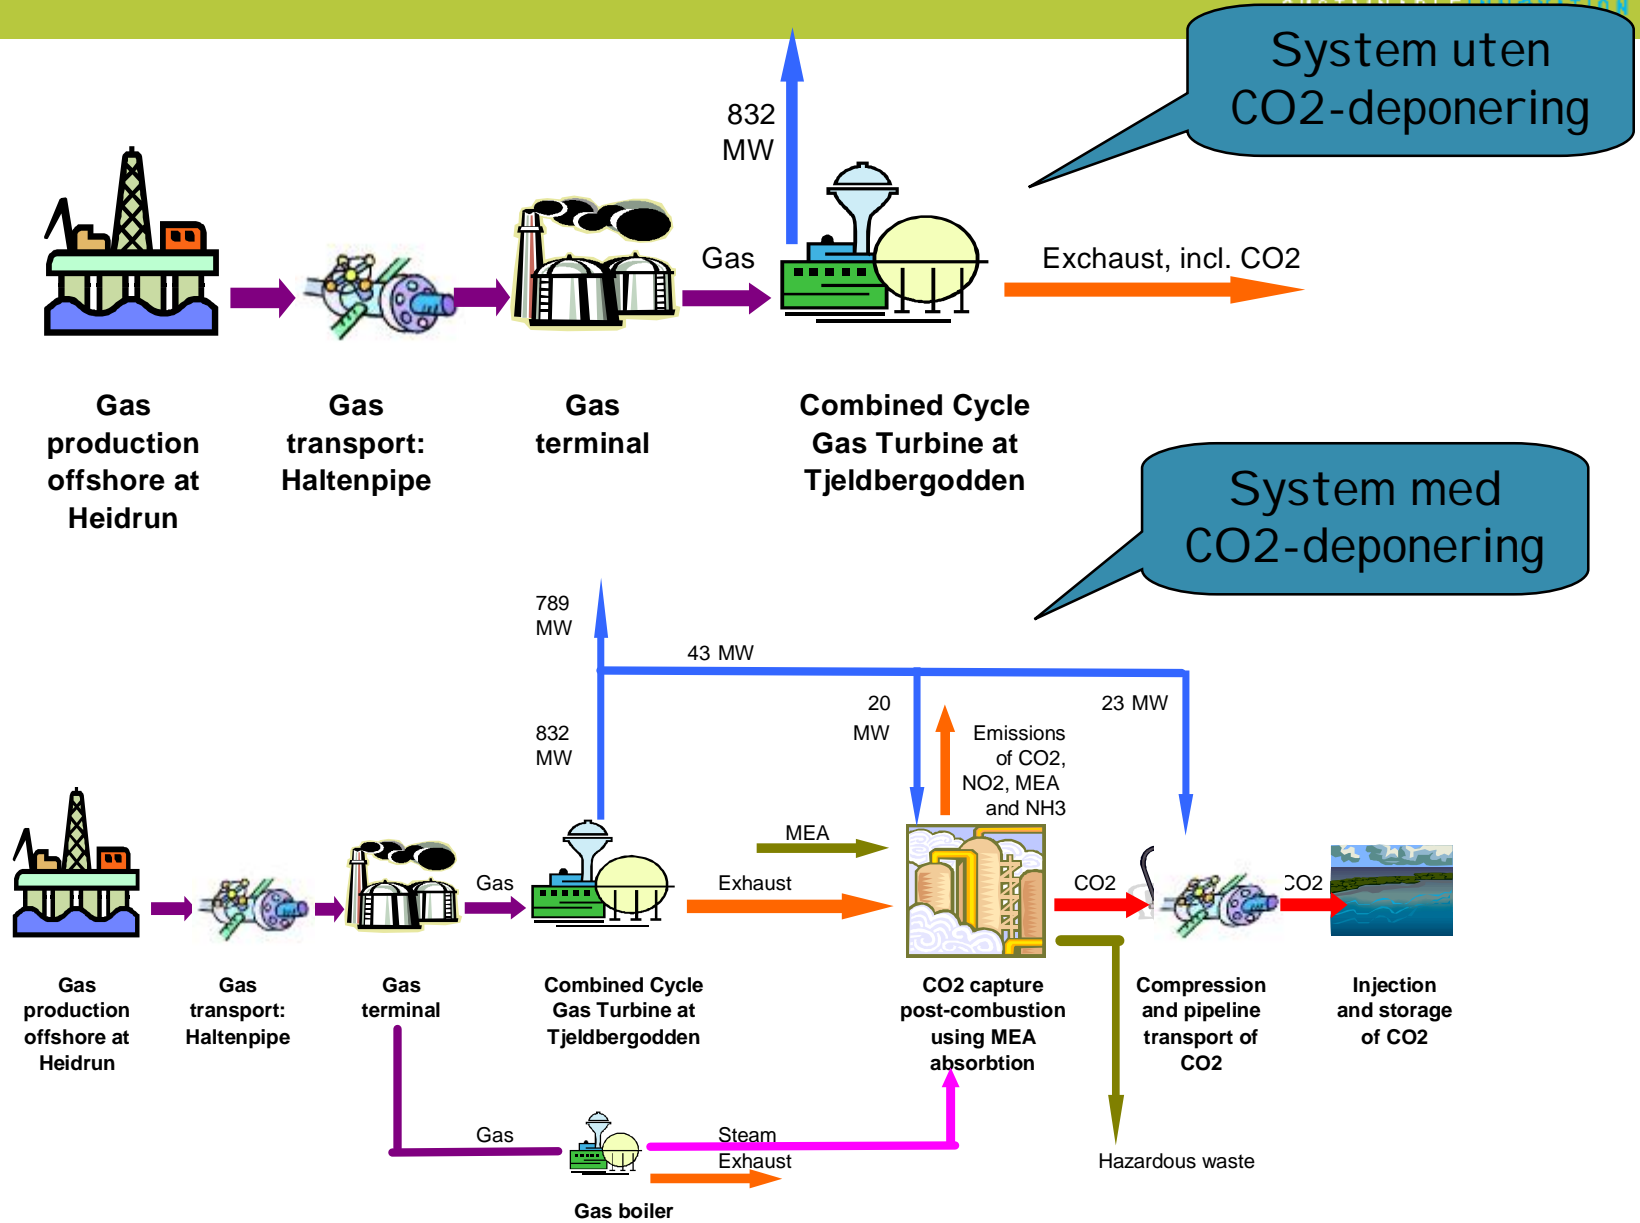 System uten
CO2-deponering
832
MW
Gas
Exchaust, incl. CO2
Gas
production
offshore at
Heidrun
Gas
transport:
Haltenpipe
Gas
terminal
Combined Cycle
Gas Turbine at
Tjeldbergodden
System med
CO2-deponering
789
MW
43 MW
20
MW
23 MW
832
MW
Emissions
of CO2,
NO2, MEA
and NH3
MEA
Gas
Exhaust
CO2
CO2
Gas
production
offshore at
Heidrun
Gas
transport:
Haltenpipe
Gas
terminal
Combined Cycle
Gas Turbine at
Tjeldbergodden
CO2 capture
post-combustion
using MEA
absorbtion
Compression
and pipeline
transport of
CO2
Injection
and storage
of CO2
Gas
Steam
Exhaust
Hazardous waste
Gas boiler